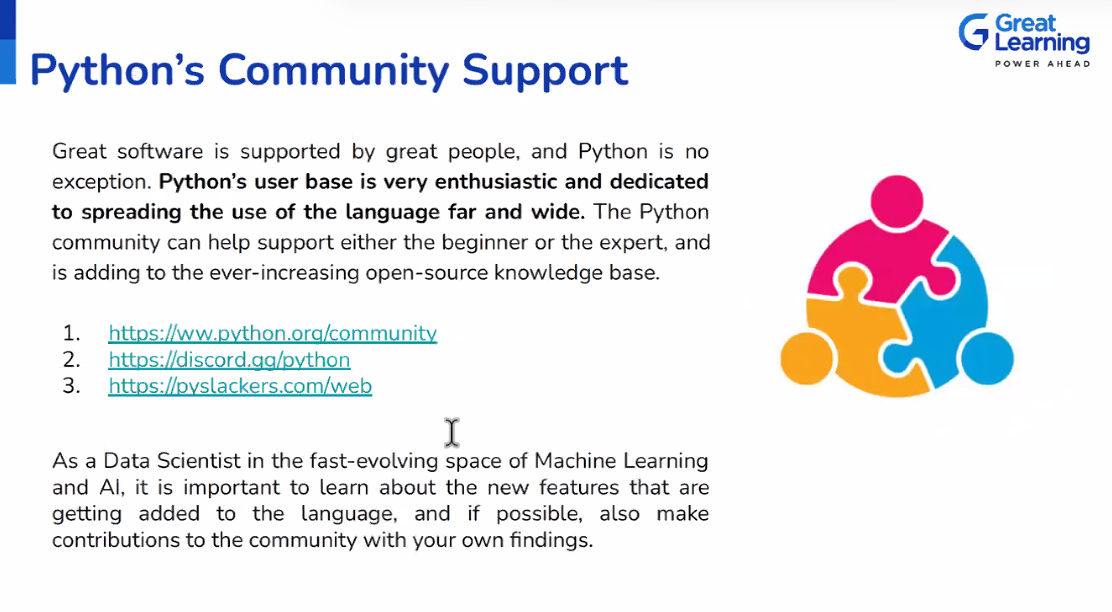 Great
Learning
POWER AHEAD
Python's Community Support
Great software is supported by great people, and Python is no
exception. Python's user base is very enthusiastic and dedicated
to spreading the use of the language far and wide. The Python
community can help support either the beginner or the expert, and
is adding to the ever-increasing open-source knowledge base.
1. https://ww.python.org/community
2. https://discord.gg/python
3. https://pyslackers.com/web
As a Data Scientist in the fast-evolving space of Machine Learning
and AI, it is important to learn about the new features that are
getting added to the language, and if possible, also make
contributions to the community with your own findings.